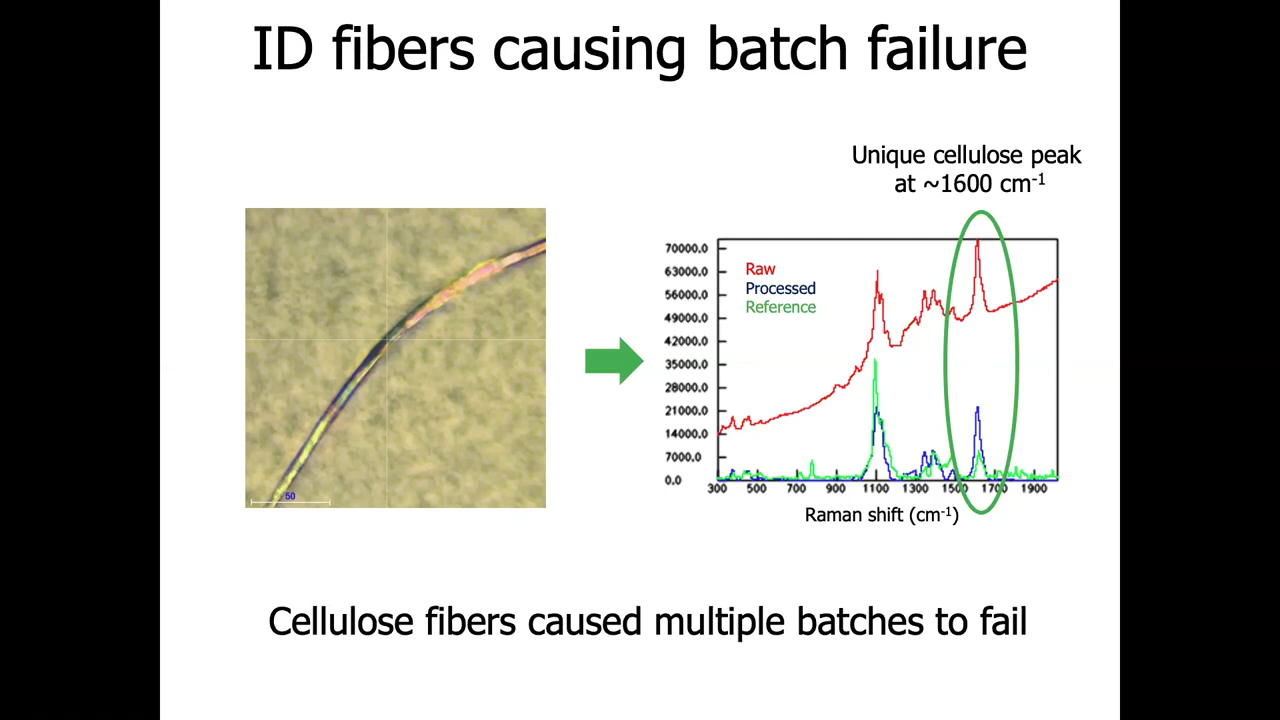 ID fibers causing batch failure
Unique cellulose peak
at ~1600 cm-1
70000.0
63000.0
56000.0
49000.0
42000.0
35000.0
28000.0
21000.0
14000.0
7000.0
0.0
Raw
Processed
Reference
300 500 700 900 1100 1300 1500 1700 1900
Raman shift (cm-1)
50
Cellulose fibers caused multiple batches to fail